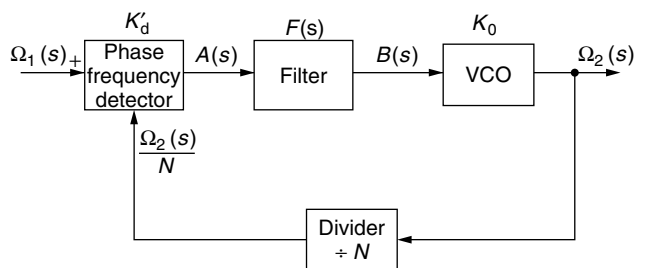 K′d
F(s)
K0
Ω1(s)
+
Phase
frequency
detector
A(s)
Filter
B(s)
VCO
Ω2(s)
Ω2(s)
N
Divider
÷ N